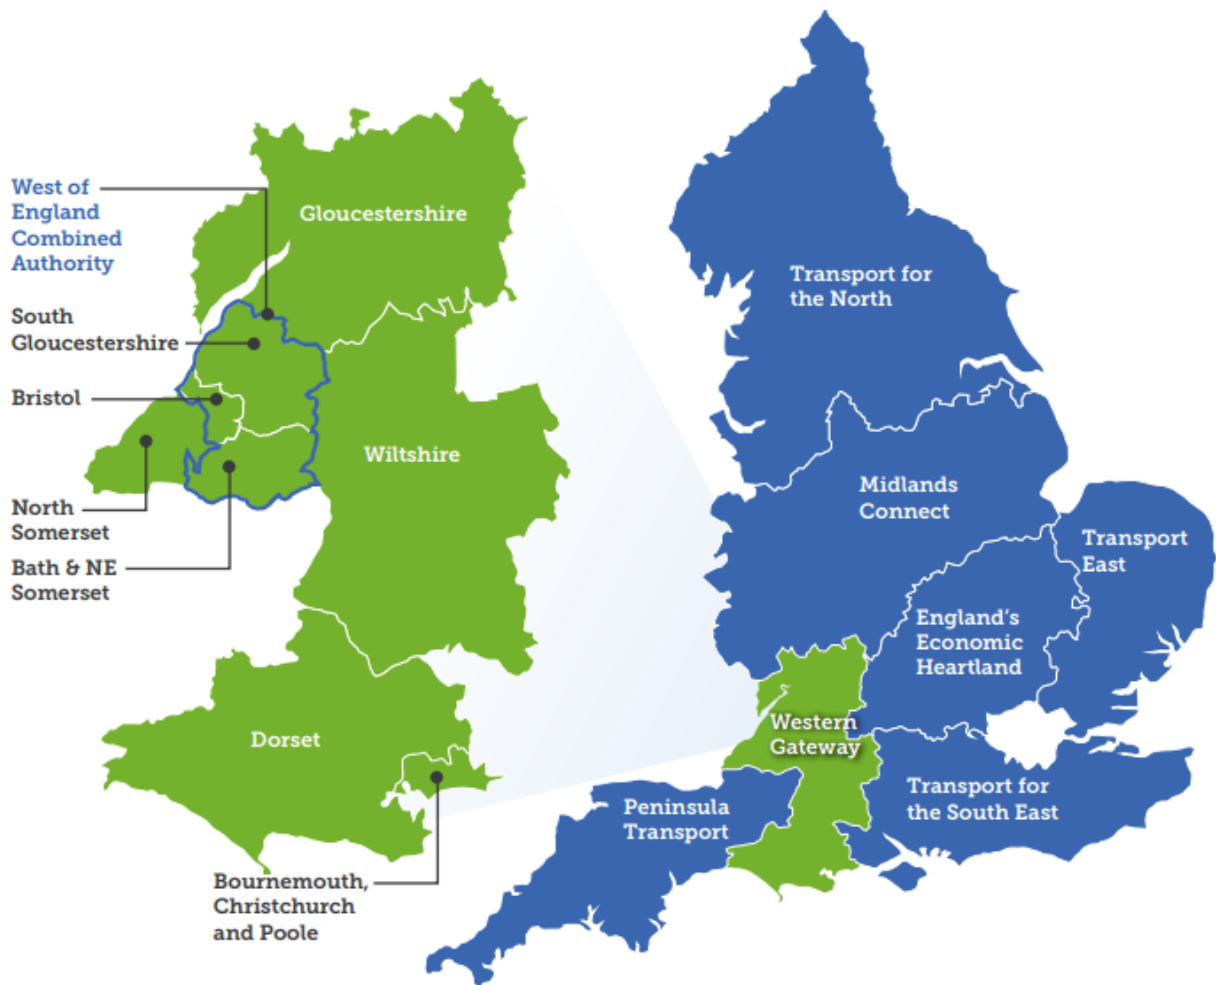 West of
England
Combined
Authority
Gloucestershire
South
Gloucestershire
Bristol
Wiltshire
North
Somerset
Bath & NE
Somerset
Dorset
Bournemouth,
Christchurch
and Poole
Transport for
the North
Midlands
Connect
Transport
East
England's
Economic
Heartland
Western
Gateway
Peninsula
Transport
Transport for
the South East